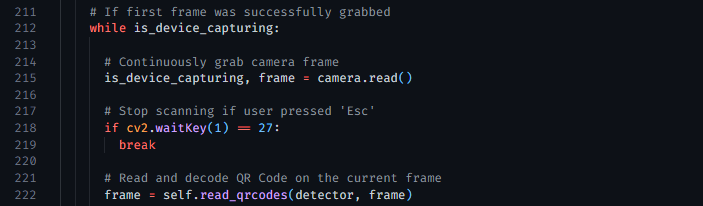 211 # If first frame was successfully grabbed
212 while is_device_capturing:
213
214 # Continuously grab camera frame
215 is_device_capturing, frame = camera.read()
216
217 # Stop scanning if user pressed 'Esc'
218 if cv2.waitKey(1) == 27:
219 break
220
221 # Read and decode QR Code on the current frame
222 frame = self.read_qrcodes(detector, frame)